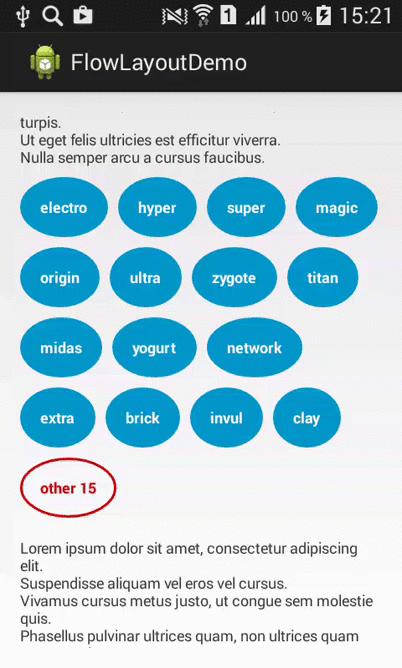 1 100 % 15:21
FlowLayoutDemo
turpis.
Ut eget felis ultricies est efficitur viverra.
Nulla semper arcu a cursus faucibus.
electro hyper super magic
origin ultra zygote titan
midas yogurt network
extra brick invul clay
other 15
Lorem ipsum dolor sit amet, consectetur adipiscing
elit.
Suspendisse aliquam vel eros vel cursus.
Vivamus cursus metus justo, ut congue sem molestie
quis.
Phasellus pulvinar ultrices quam, non ultrices quam